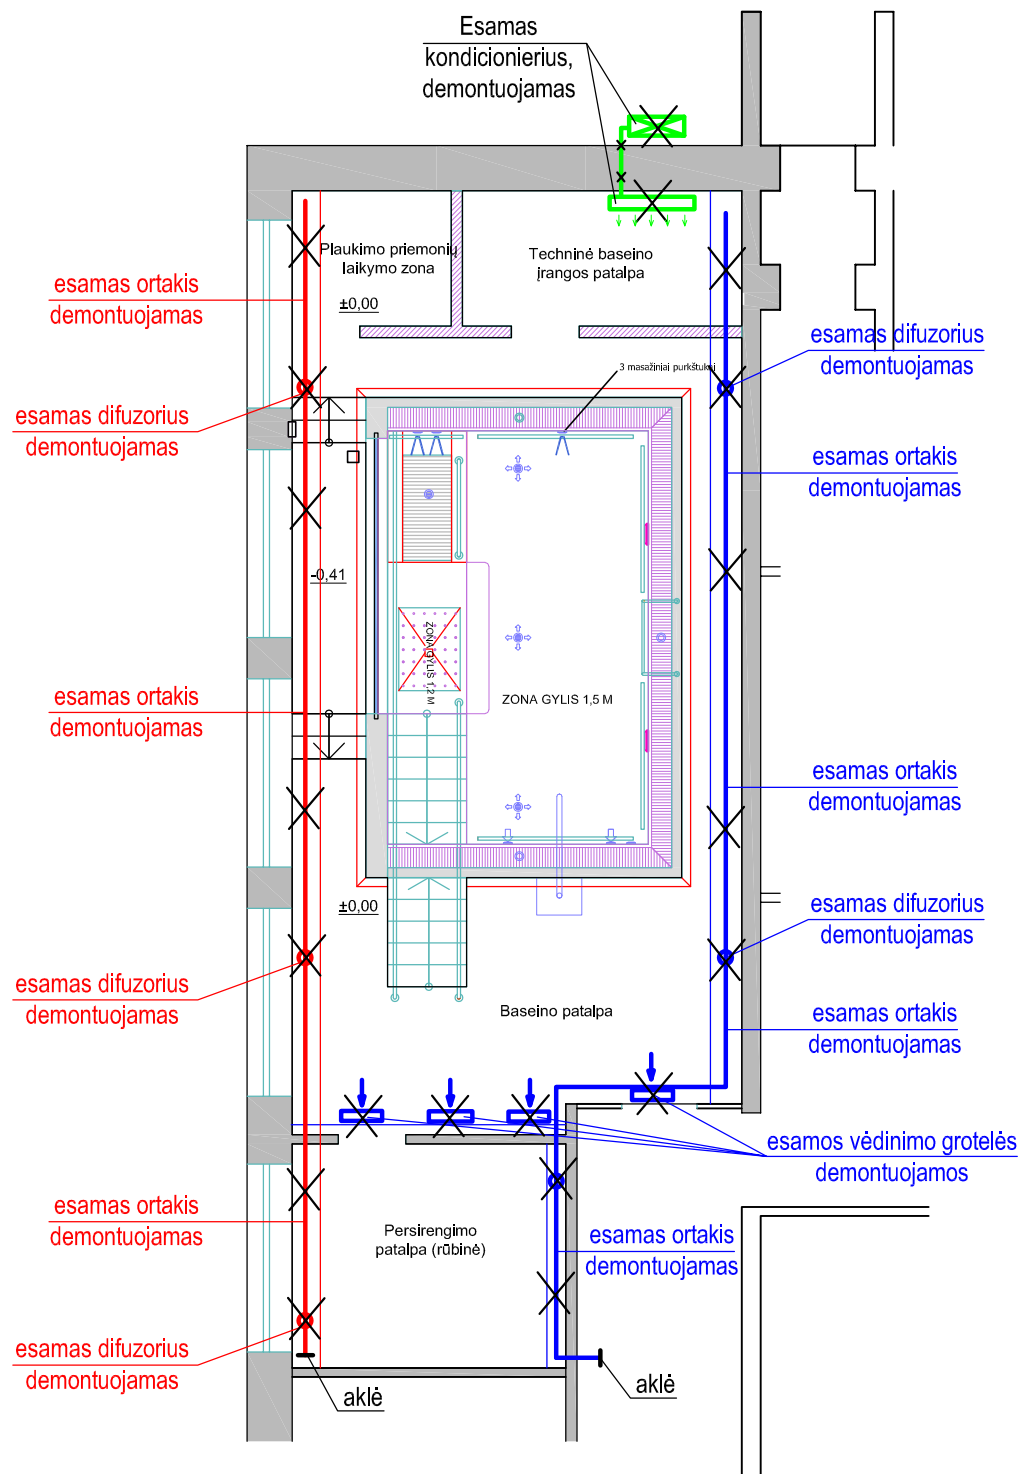 Esamas
kondicionierius,
demontuojamas
Plaukimo priemonių
laikymo zona
±0,00
Techninė baseino
įrangos patalpa
esamas ortakis
demontuojamas
esamas difuzorius
demontuojamas
3 masažiniai purkštukai
esamas difuzorius
demontuojamas
esamas ortakis
demontuojamas
-0,41
ZONA GYLIS 1,2 M
ZONA GYLIS 1,5 M
esamas ortakis
demontuojamas
esamas ortakis
demontuojamas
±0,00
esamas difuzorius
demontuojamas
esamas difuzorius
demontuojamas
Baseino patalpa
esamas ortakis
demontuojamas
esamos vėdinimo grotelės
demontuojamos
esamas ortakis
demontuojamas
Persirengimo
patalpa (rūbinė)
esamas ortakis
demontuojamas
esamas difuzorius
demontuojamas
aklė
aklė